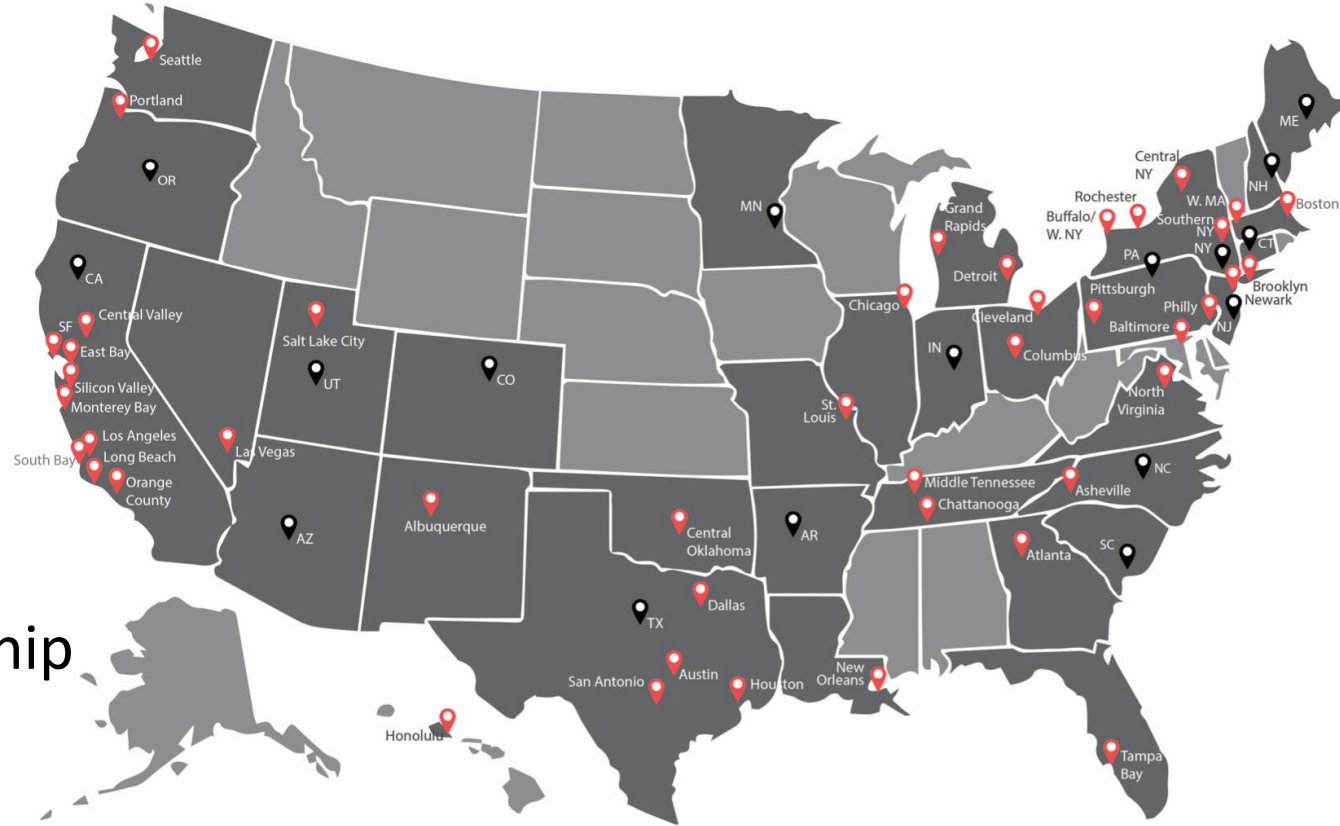 Seattle
Portland
OR
CA
SF
Central Valley
East Bay
Silicon Valley
Monterey Bay
Los Angeles
South Bay
Long Beach
Orange
County
Las Vegas
Salt Lake City
UT
CO
AZ
Albuquerque
MN
Chicago
Grand
Rapids
Detroit
IN
Cleveland
Columbus
St.
Louis
Central
Oklahoma
AR
Dallas
TX
Austin
San Antonio
Houston
New
Orleans
Middle Tennessee
Chattanooga
Asheville
NC
SC
Atlanta
Tampa
Bay
North
Virginia
Baltimore
Philly
Pittsburgh
PA
NJ
Newark
Brooklyn
CT
NY
Southern
NY
W. MA
Boston
NH
ME
Central
NY
Rochester
Buffalo/
W. NY
Honolulu
hip